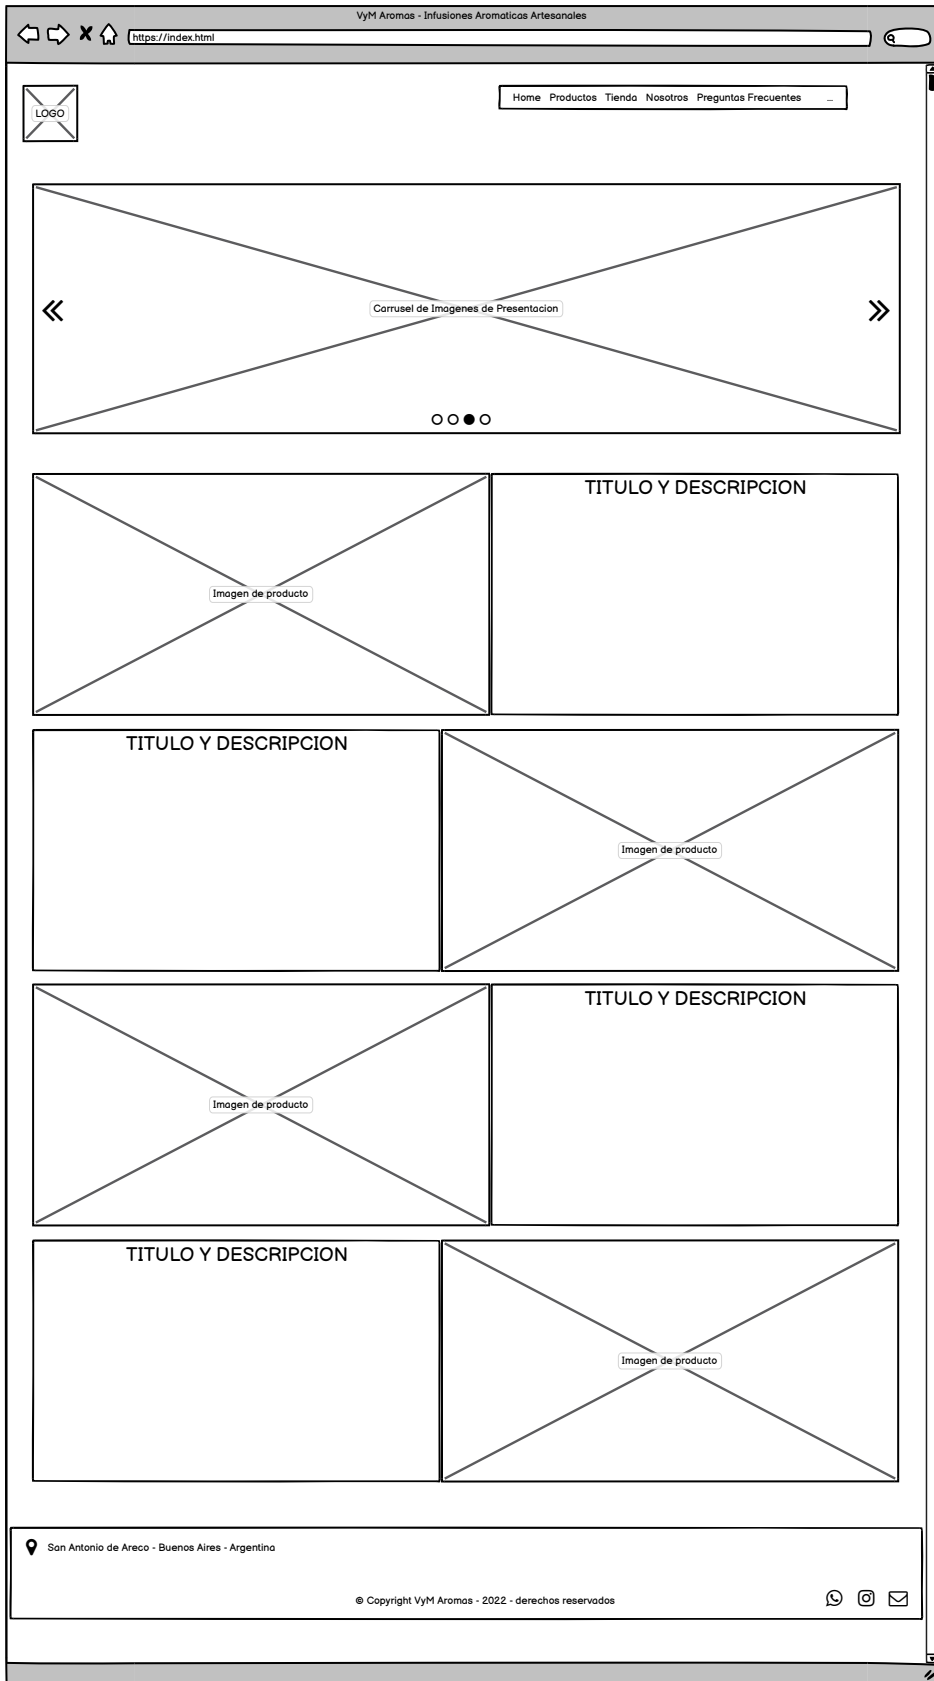 VyM Aromas - Infusiones Aromaticas Artesanales
https://index.html
LOGO
Home Productos Tienda Nosotros Preguntas Frecuentes ...
Carrusel de Imagenes de Presentacion
TITULO Y DESCRIPCION
Imagen de producto
TITULO Y DESCRIPCION
Imagen de producto
TITULO Y DESCRIPCION
Imagen de producto
TITULO Y DESCRIPCION
Imagen de producto
San Antonio de Areco - Buenos Aires - Argentina
© Copyright VyM Aromas - 2022 - derechos reservados